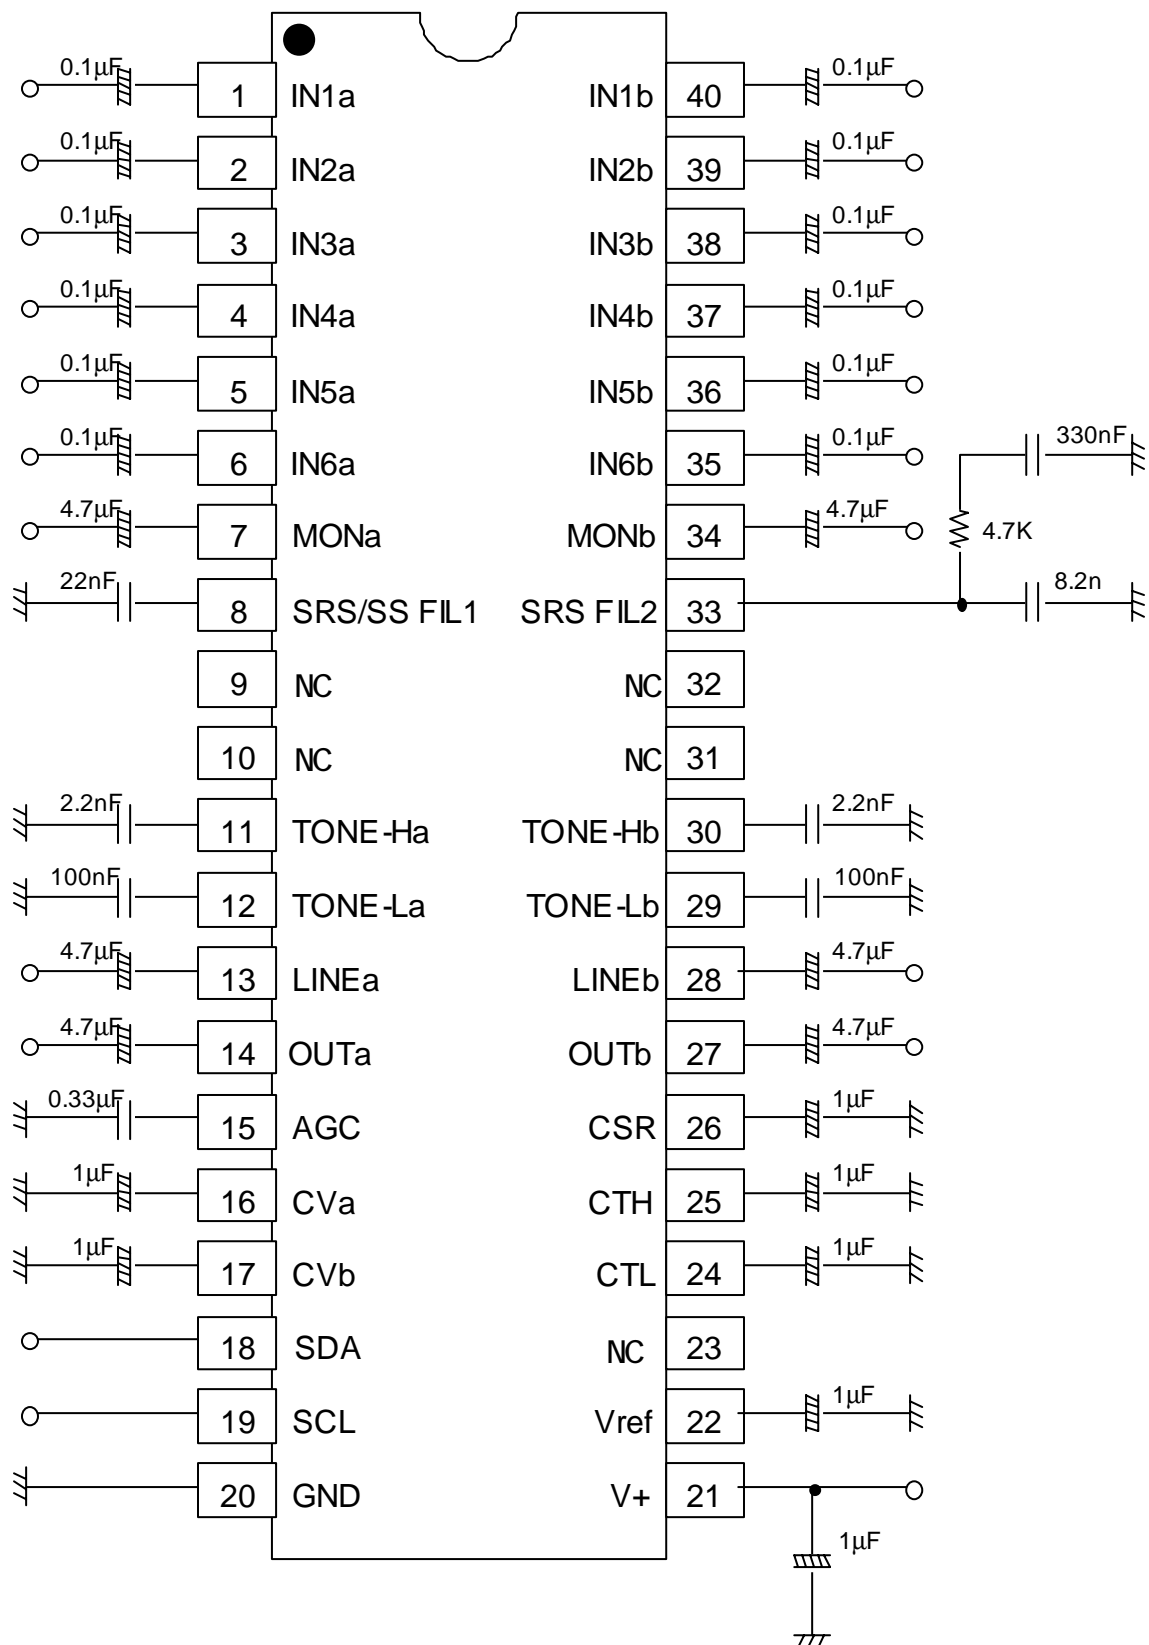 0.1μF 1 IN1a IN1b 40 0.1μF
0.1μF 2 IN2a IN2b 39 0.1μF
0.1μF 3 IN3a IN3b 38 0.1μF
0.1μF 4 IN4a IN4b 37 0.1μF
0.1μF 5 IN5a IN5b 36 0.1μF
0.1μF 6 IN6a IN6b 35 0.1μF 330nF
4.7μF 7 MONa MONb 34 4.7μF 4.7K
22nF 8 SRS/SS FIL1 SRS FIL2 33 8.2n
9 NC NC 32
10 NC NC 31
2.2nF 11 TONE-Ha TONE-Hb 30 2.2nF
100nF 12 TONE-La TONE-Lb 29 100nF
4.7μF 13 LINEa LINEb 28 4.7μF
4.7μF 14 OUTa OUTb 27 4.7μF
0.33μF 15 AGC CSR 26 1μF
1μF 16 CVa CTH 25 1μF
1μF 17 CVb CTL 24 1μF
18 SDA NC 23
19 SCL Vref 22 1μF
20 GND V+ 21
1μF